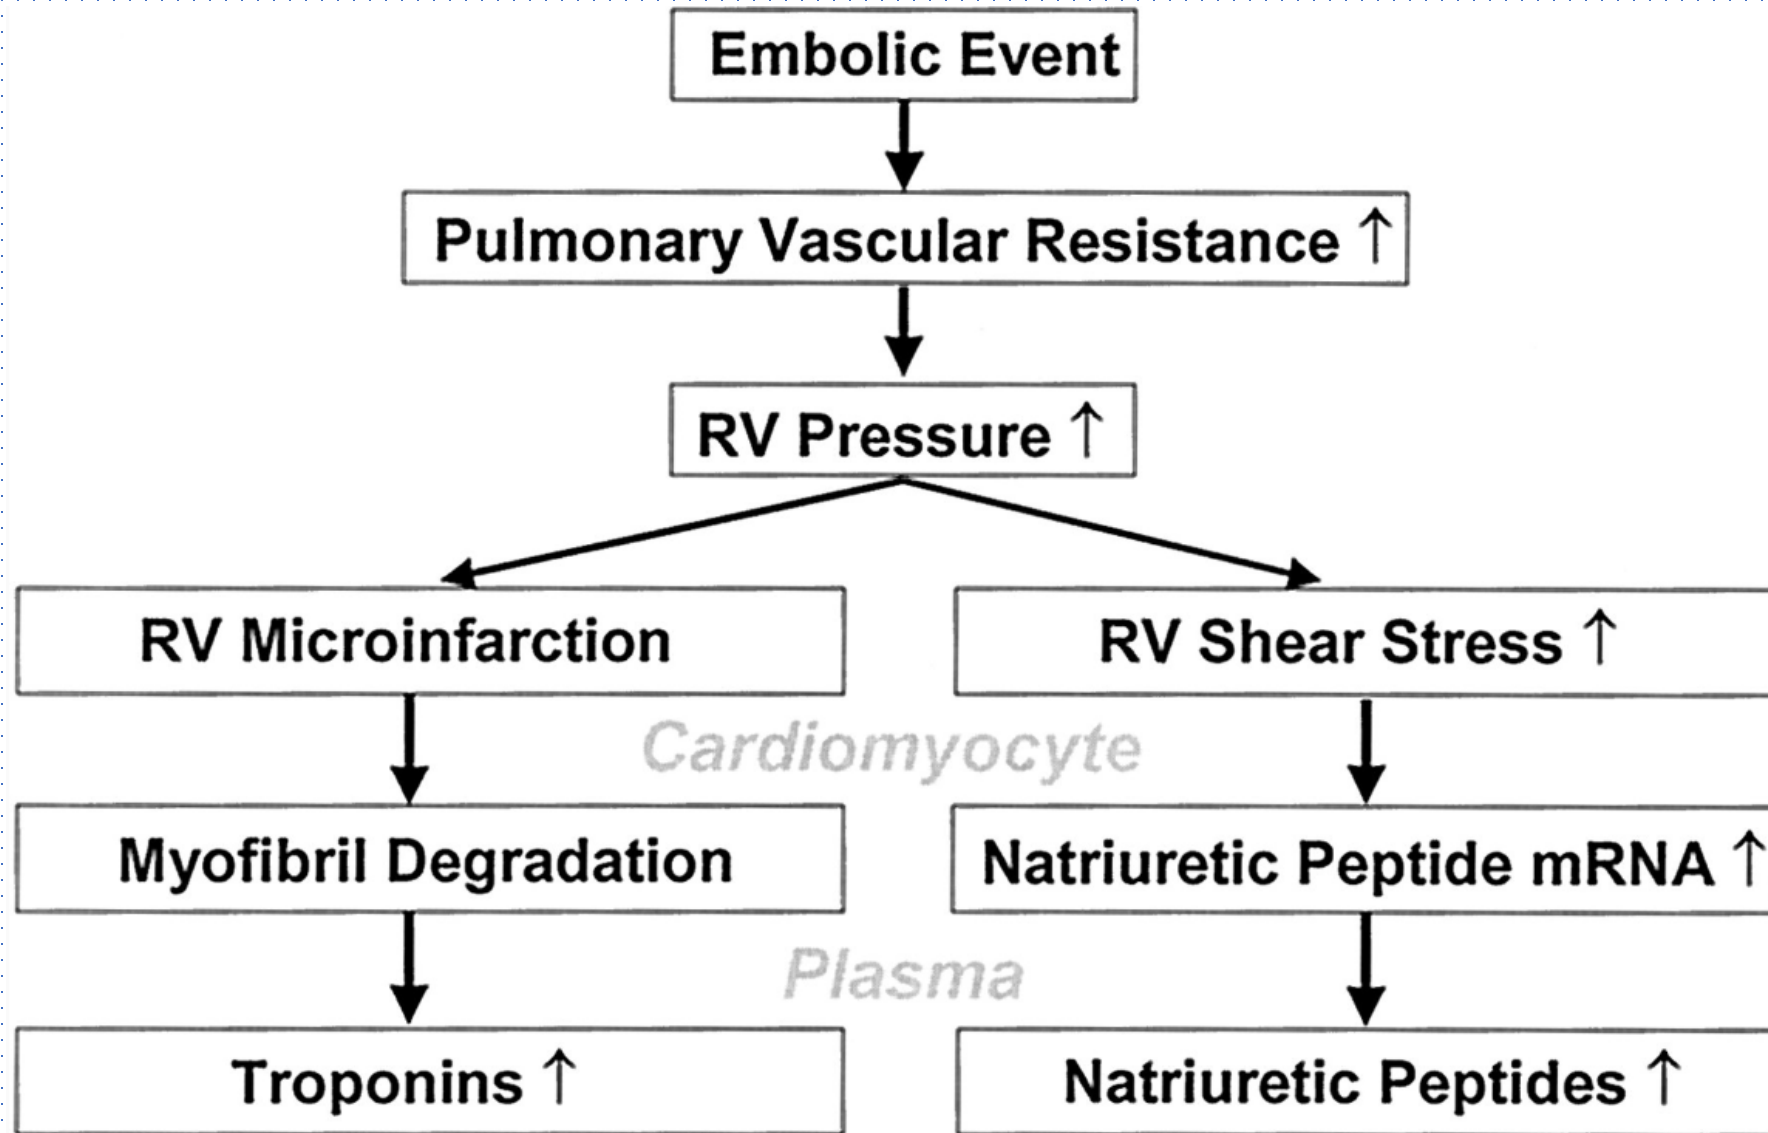 Embolic Event
Pulmonary Vascular Resistance ↑
RV Pressure ↑
RV Microinfarction
RV Shear Stress ↑
Cardiomyocyte
Myofibril Degradation
Natriuretic Peptide mRNA ↑
Plasma
Troponins ↑
Natriuretic Peptides ↑